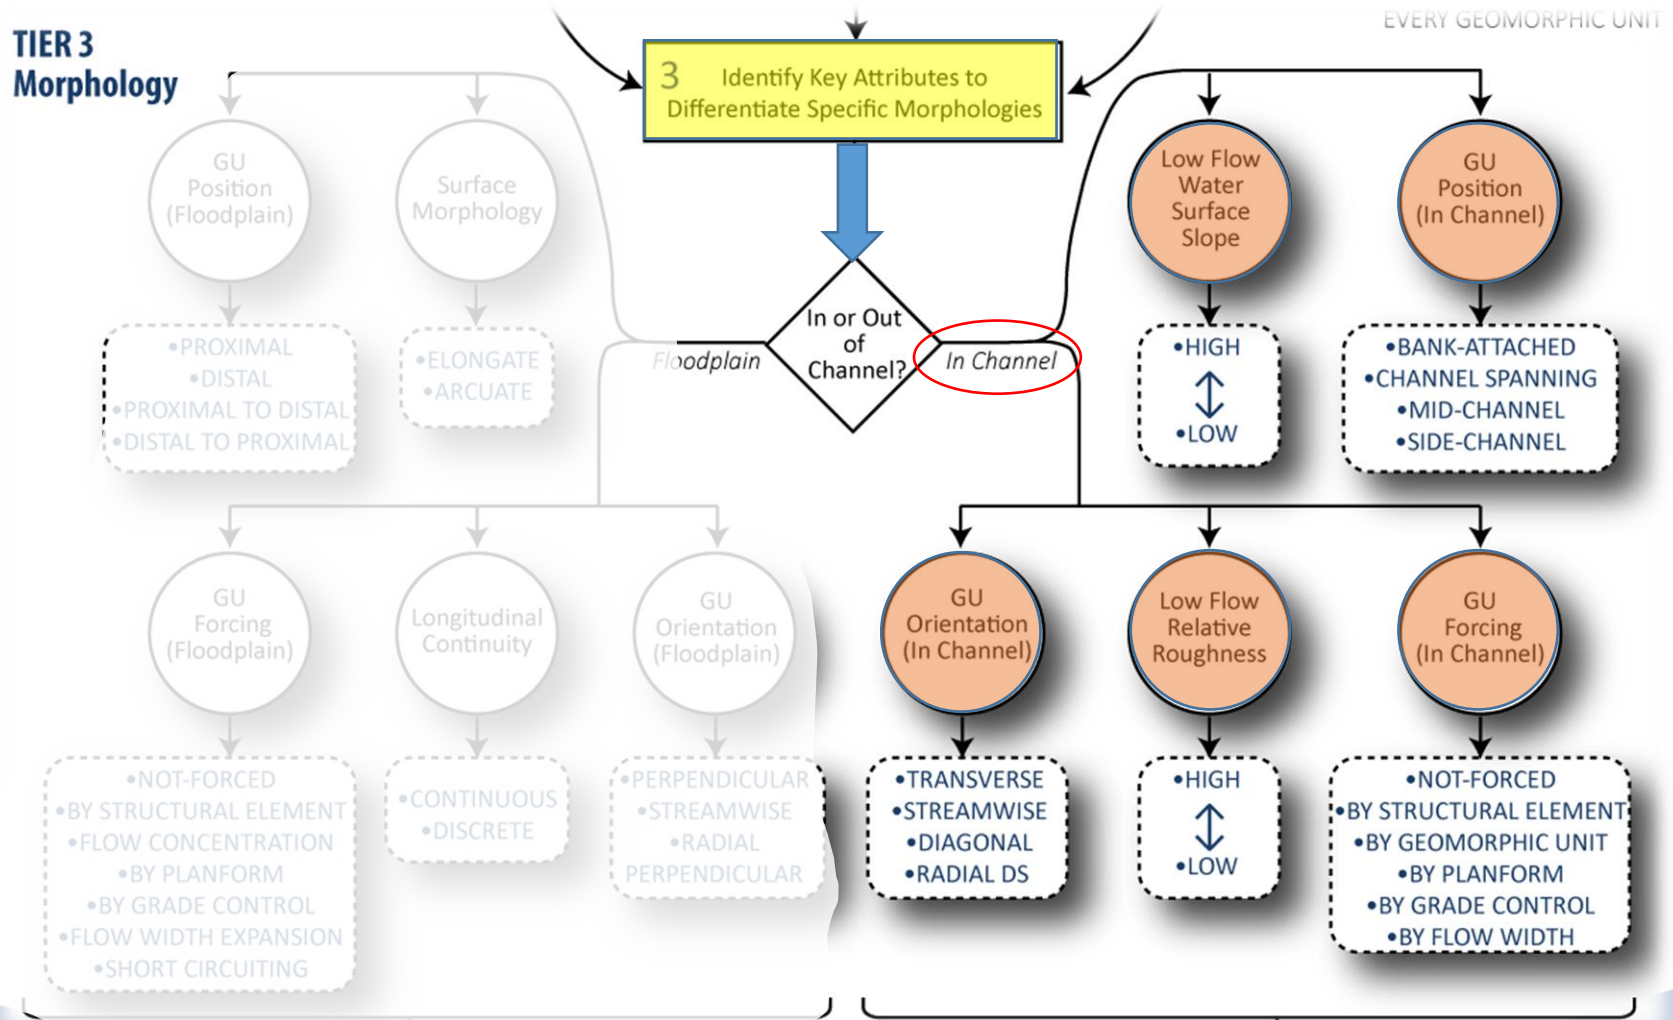 EVERY GEOMORPHIC UNIT
TIER 3
Morphology
3
Identify Key Attributes to
Differentiate Specific Morphologies
GU
Position
(Floodplain)
Surface
Morphology
Low Flow
Water
Surface
Slope
GU
Position
(In Channel)
•PROXIMAL
•DISTAL
•PROXIMAL TO DISTAL
•DISTAL TO PROXIMAL
•ELONGATE
•ARCUATE
Floodplain
In or Out
of
Channel?
In Channel
•HIGH
•LOW
•BANK-ATTACHED
•CHANNEL SPANNING
•MID-CHANNEL
•SIDE-CHANNEL
GU
Forcing
(Floodplain)
Longitudinal
Continuity
GU
Orientation
(Floodplain)
GU
Orientation
(In Channel)
Low Flow
Relative
Roughness
GU
Forcing
(In Channel)
•NOT-FORCED
•BY STRUCTURAL ELEMENT
•FLOW CONCENTRATION
•BY PLANFORM
•BY GRADE CONTROL
•FLOW WIDTH EXPANSION
•SHORT CIRCUITING
•CONTINUOUS
•DISCRETE
•PERPENDICULAR
•STREAMWISE
•RADIAL
PERPENDICULAR
•TRANSVERSE
•STREAMWISE
•DIAGONAL
•RADIAL DS
•HIGH
•LOW
•NOT-FORCED
•BY STRUCTURAL ELEMENT
•BY GEOMORPHIC UNIT
•BY PLANFORM
•BY GRADE CONTROL
•BY FLOW WIDTH